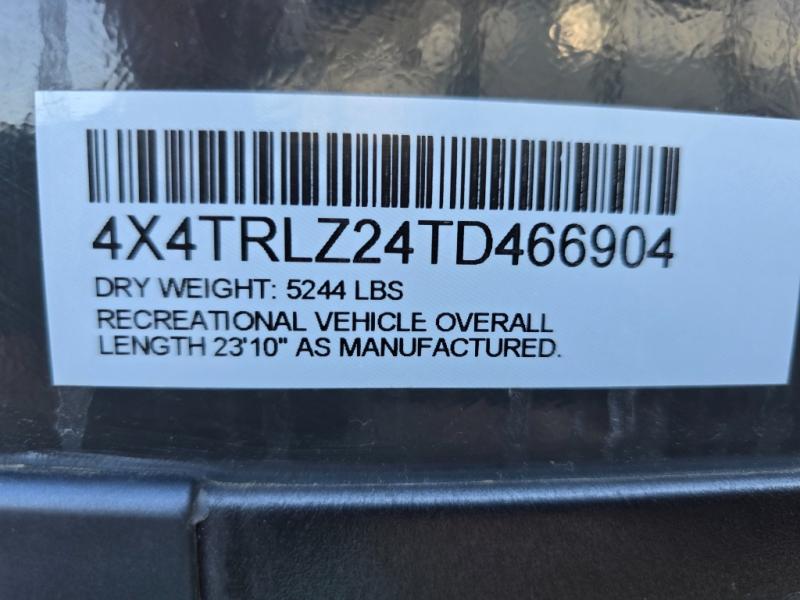 4X4TRLZ24TD466904
DRY WEIGHT: 5244 LBS
RECREATIONAL VEHICLE OVERALL
LENGTH 23'10" AS MANUFACTURED.